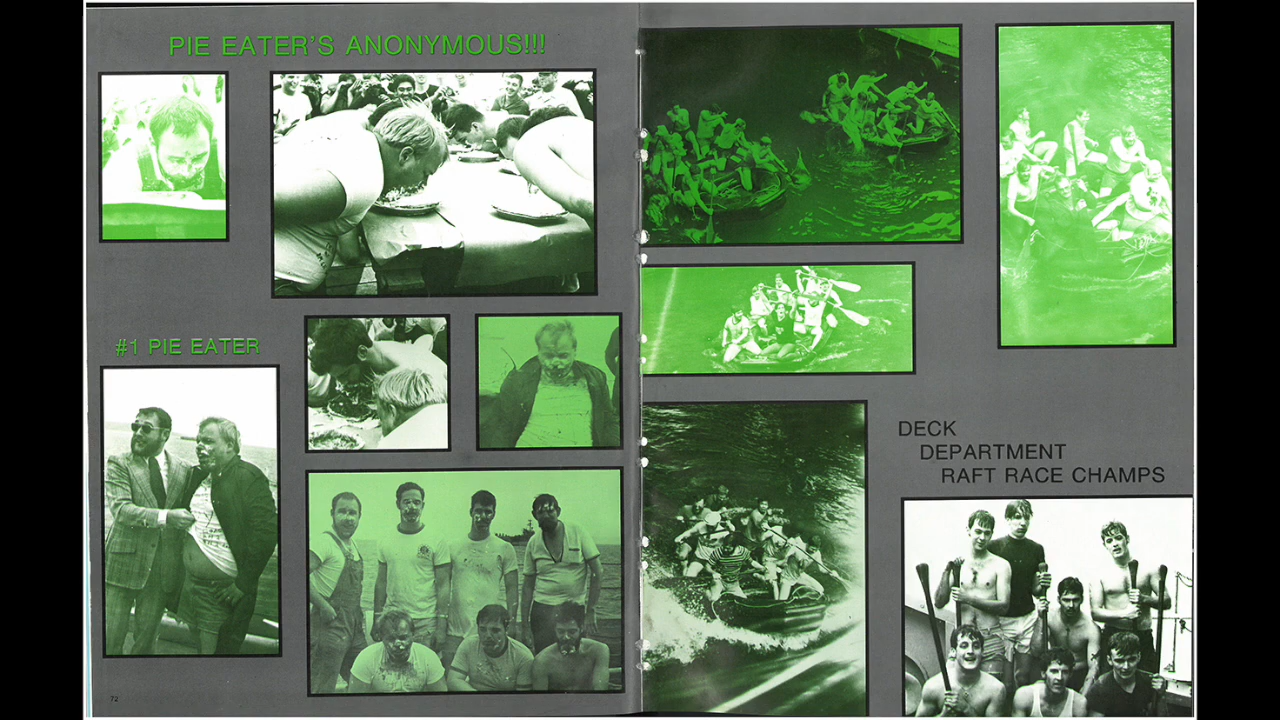 PIE EATER'S ANONYMOUS!!!
#1 PIE EATER
DECK
DEPARTMENT
RAFT RACE CHAMPS
72